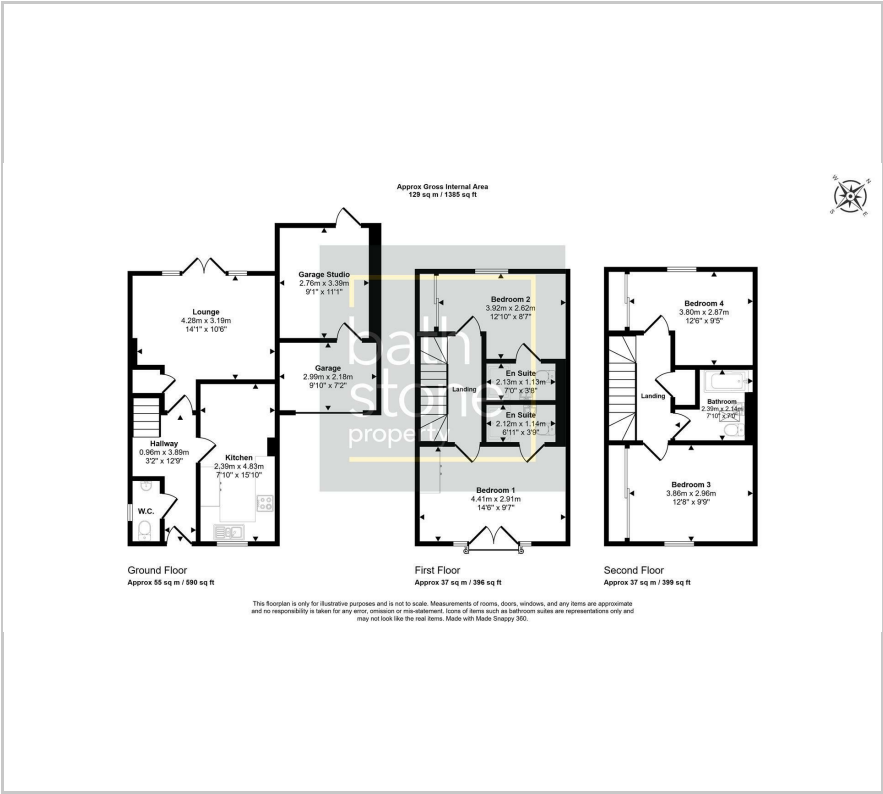 Approx Gross Internal Area
129 sq m / 1385 sq ft
W
N
S
E
Garage Studio
2.76m x 3.39m
9'1" x 11'1"
Lounge
4.28m x 3.19m
14'1" x 10'6"
Garage
2.99m x 2.18m
9'10" x 7'2"
Hallway
0.96m x 3.89m
3'2" x 12'9"
Kitchen
2.39m x 4.83m
7'10" x 15'10"
W.C.
Ground Floor
Approx 55 sq m / 590 sq ft
bath
stone
property
Bedroom 2
3.92m x 2.62m
12'10" x 8'7"
Landing
En Suite
2.13m x 1.13m
7'0" x 3'8"
En Suite
2.12m x 1.14m
6'11" x 3'9"
Bedroom 1
4.41m x 2.91m
14'6" x 9'7"
First Floor
Approx 37 sq m / 396 sq ft
Bedroom 4
3.80m x 2.87m
12'6" x 9'5"
Landing
Bathroom
2.39m x 2.14m
7'10" x 7'0"
Bedroom 3
3.86m x 2.96m
12'8" x 9'9"
Second Floor
Approx 37 sq m / 399 sq ft
This floorplan is only for illustrative purposes and is not to scale. Measurements of rooms, doors, windows, and any items are approximate
and no responsibility is taken for any error, omission or mis-statement. Icons of items such as bathroom suites are representations only and
may not look like the real items. Made with Made Snappy 360.